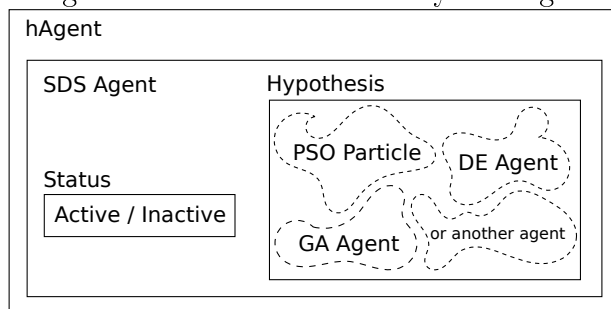 hAgent
SDS Agent
Hypothesis
PSO Particle
DE Agent
Status
Active / Inactive
GA Agent
or another agent